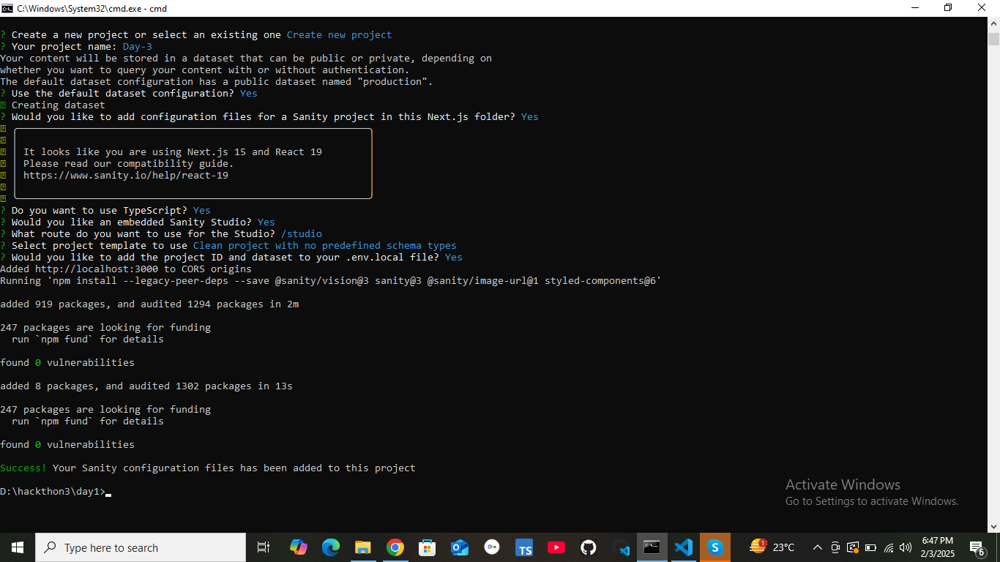 C:\Windows\System32\cmd.exe - cmd
? Create a new project or select an existing one Create new project
? Your project name: Day-3
Your content will be stored in a dataset that can be public or private, depending on
whether you want to query your content with or without authentication.
The default dataset configuration has a public dataset named "production".
? Use the default dataset configuration? Yes
Creating dataset
? Would you like to add configuration files for a Sanity project in this Next.js folder? Yes
It looks like you are using Next.js 15 and React 19
Please read our compatibility guide.
https://www.sanity.io/help/react-19
? Do you want to use TypeScript? Yes
? Would you like an embedded Sanity Studio? Yes
? What route do you want to use for the Studio? /studio
? Select project template to use Clean project with no predefined schema types
? Would you like to add the project ID and dataset to your .env.local file? Yes
Added http://localhost:3000 to CORS origins
Running 'npm install --legacy-peer-deps --save @sanity/vision@3 sanity@3 @sanity/image-url@1 styled-components@6'
added 919 packages, and audited 1294 packages in 2m
247 packages are looking for funding
run `npm fund` for details
found 0 vulnerabilities
added 8 packages, and audited 1302 packages in 13s
247 packages are looking for funding
run `npm fund` for details
found 0 vulnerabilities
Success! Your Sanity configuration files has been added to this project
D:\hackthon3\day1>
Activate Windows
Go to Settings to activate Windows.
Type here to search
TS
1
23°C
6:47 PM
2/3/2025
6